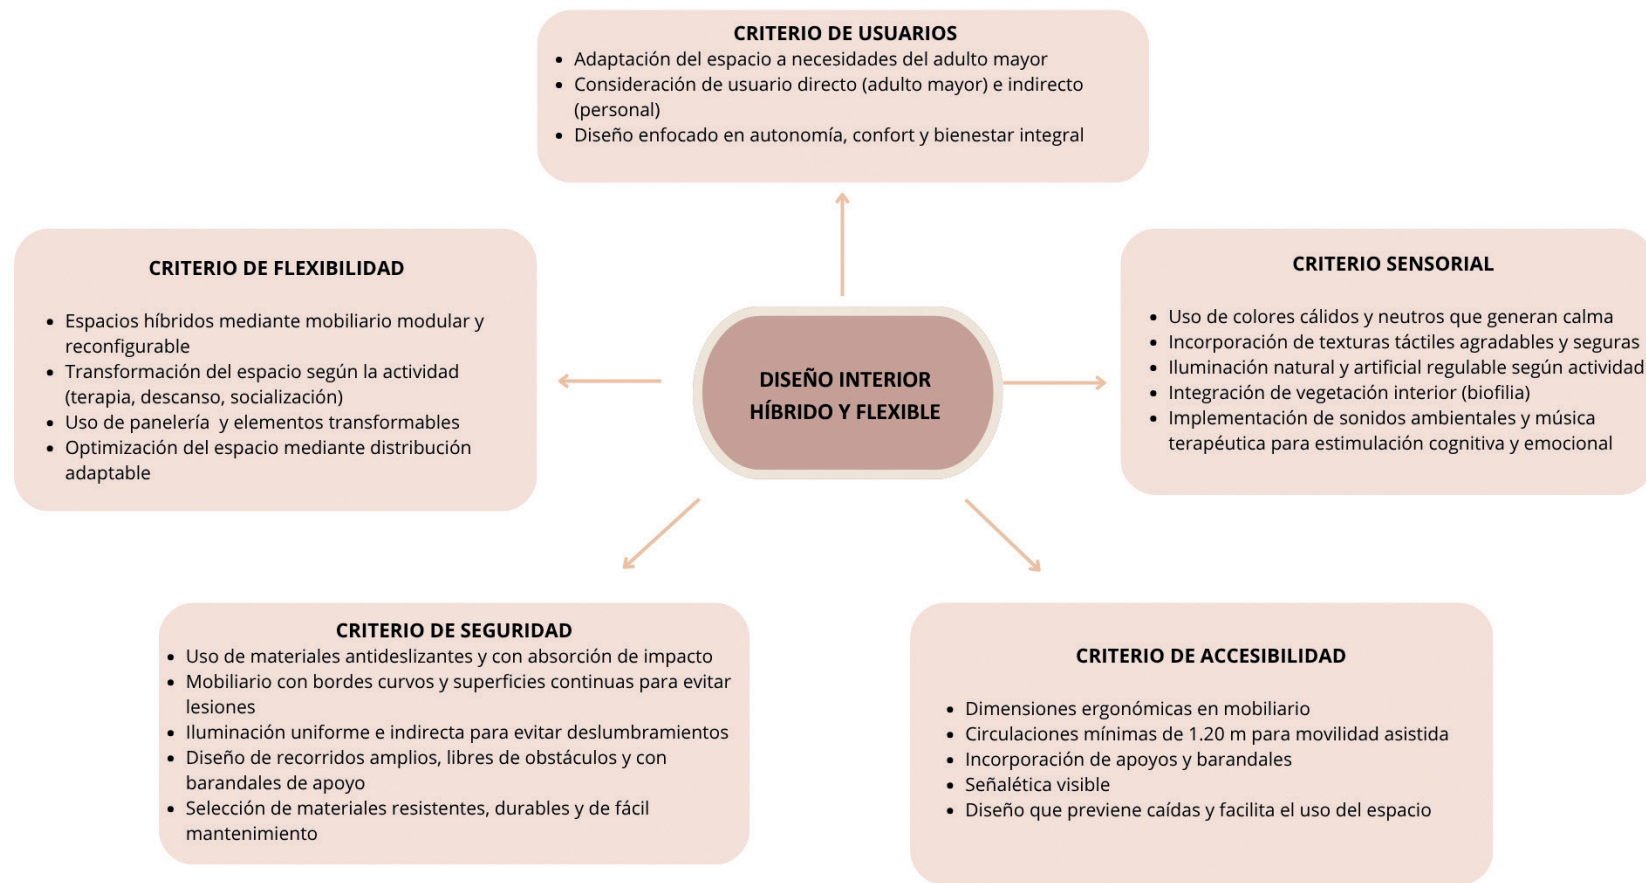 CRITERIO DE USUARIOS
• Adaptación del espacio a necesidades del adulto mayor
• Consideración de usuario directo (adulto mayor) e indirecto
(personal)
• Diseño enfocado en autonomía, confort y bienestar integral
CRITERIO DE FLEXIBILIDAD
• Espacios híbridos mediante mobiliario modular y
reconfigurable
• Transformación del espacio según la actividad
(terapia, descanso, socialización)
• Uso de panelería y elementos transformables
• Optimización del espacio mediante distribución
adaptable
DISEÑO INTERIOR
HÍBRIDO Y FLEXIBLE
CRITERIO SENSORIAL
• Uso de colores cálidos y neutros que generan calma
• Incorporación de texturas táctiles agradables y seguras
• Iluminación natural y artificial regulable según actividad
• Integración de vegetación interior (biofilia)
• Implementación de sonidos ambientales y música
terapéutica para estimulación cognitiva y emocional
CRITERIO DE SEGURIDAD
• Uso de materiales antideslizantes y con absorción de impacto
• Mobiliario con bordes curvos y superficies continuas para evitar
lesiones
• Iluminación uniforme e indirecta para evitar deslumbramientos
• Diseño de recorridos amplios, libres de obstáculos y con
barandales de apoyo
• Selección de materiales resistentes, durables y de fácil
mantenimiento
CRITERIO DE ACCESIBILIDAD
• Dimensiones ergonómicas en mobiliario
• Circulaciones mínimas de 1.20 m para movilidad asistida
• Incorporación de apoyos y barandales
• Señalética visible
• Diseño que previene caídas y facilita el uso del espacio